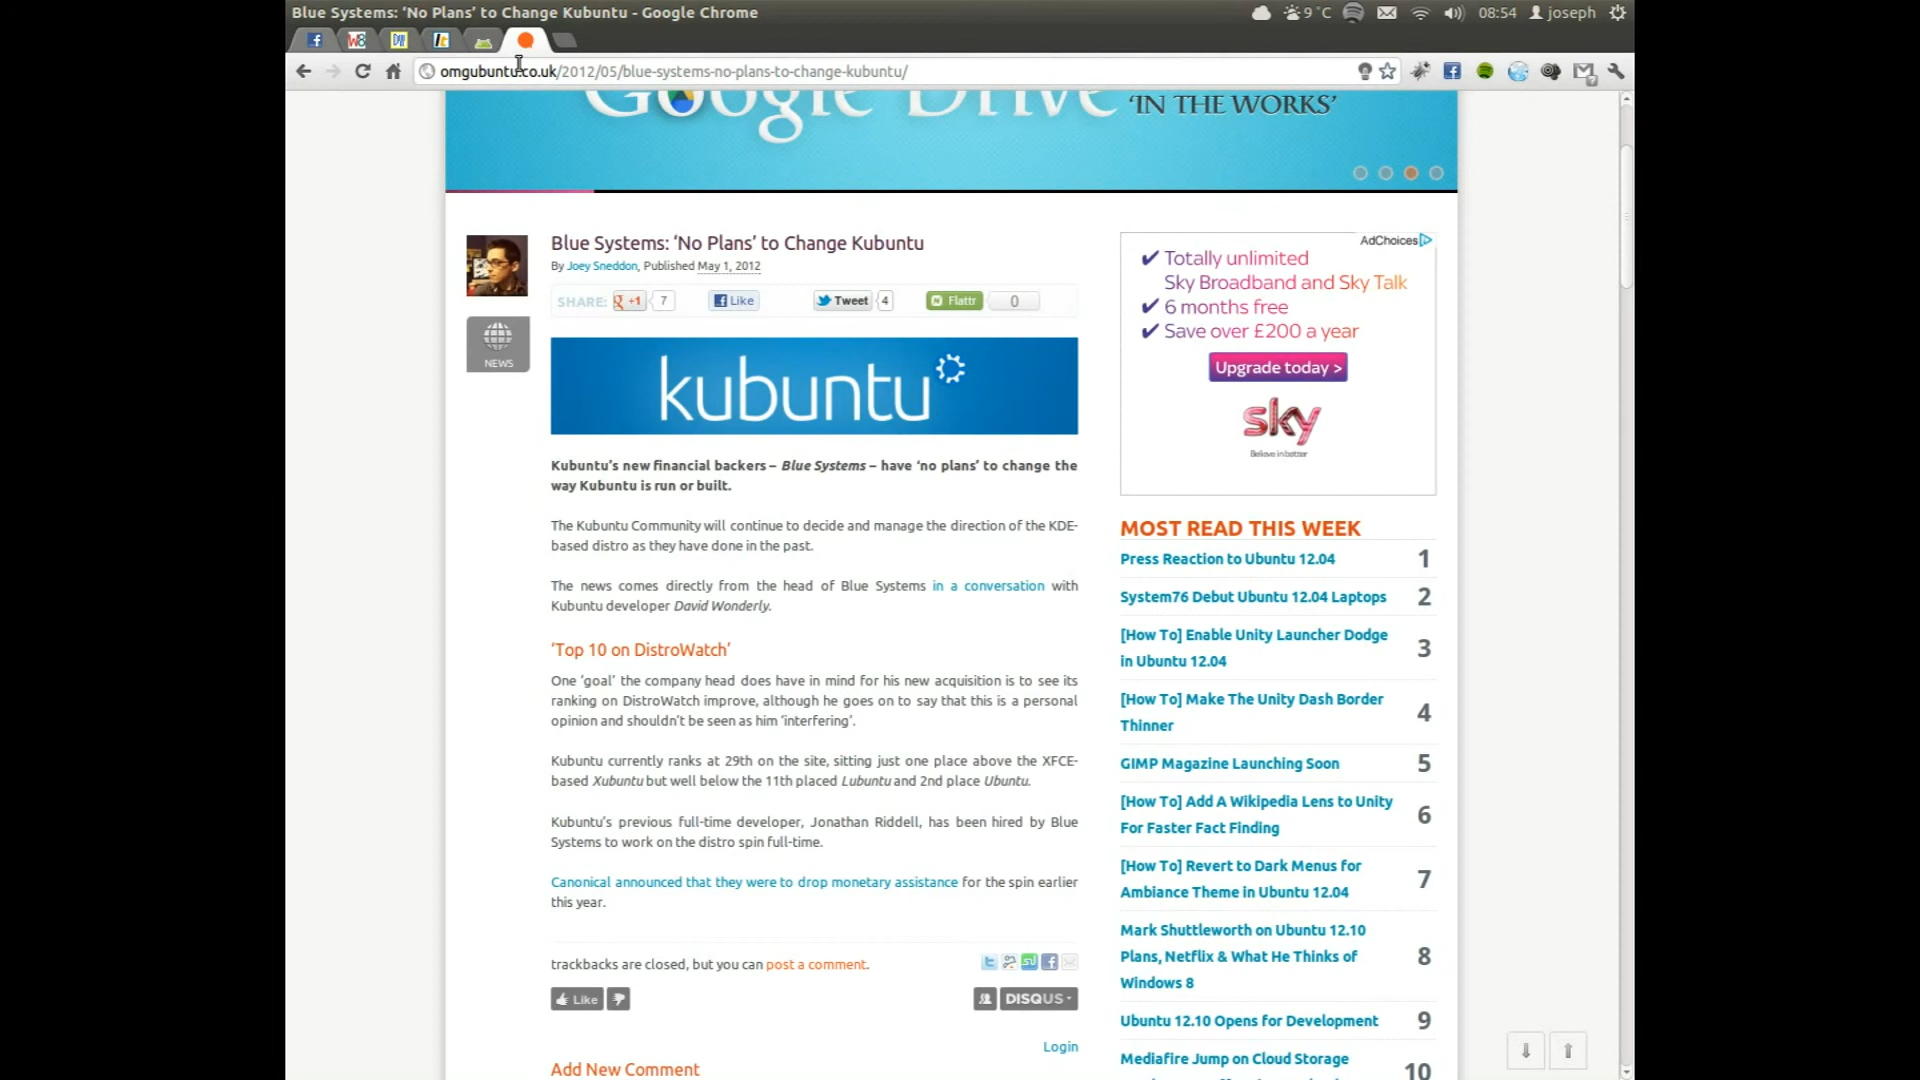 Blue Systems: ‘No Plans’ to Change Kubuntu - Google Chrome
9 °C
08:54
joseph
omgubuntu.co.uk/2012/05/blue-systems-no-plans-to-change-kubuntu/
Google Drive
‘IN THE WORKS’
Blue Systems: ‘No Plans’ to Change Kubuntu
By Joey Sneddon, Published May 1, 2012
SHARE: +1 7 Like Tweet 4 Flattr 0
NEWS
kubuntu
Kubuntu’s new financial backers – Blue Systems – have ‘no plans’ to change the
way Kubuntu is run or built.
The Kubuntu Community will continue to decide and manage the direction of the KDE-
based distro as they have done in the past.
The news comes directly from the head of Blue Systems in a conversation with
Kubuntu developer David Wonderly.
‘Top 10 on DistroWatch’
One ‘goal’ the company head does have in mind for his new acquisition is to see its
ranking on DistroWatch improve, although he goes on to say that this is a personal
opinion and shouldn’t be seen as him ‘interfering’.
Kubuntu currently ranks at 29th on the site, sitting just one place above the XFCE-
based Xubuntu but well below the 11th placed Lubuntu and 2nd place Ubuntu.
Kubuntu’s previous full-time developer, Jonathan Riddell, has been hired by Blue
Systems to work on the distro spin full-time.
Canonical announced that they were to drop monetary assistance for the spin earlier
this year.
trackbacks are closed, but you can post a comment.
Like
DISQUS
Login
Add New Comment
AdChoices
Totally unlimited
Sky Broadband and Sky Talk
6 months free
Save over £200 a year
Upgrade today >
sky
Believe in better
MOST READ THIS WEEK
Press Reaction to Ubuntu 12.04 1
System76 Debut Ubuntu 12.04 Laptops 2
[How To] Enable Unity Launcher Dodge
in Ubuntu 12.04 3
[How To] Make The Unity Dash Border
Thinner 4
GIMP Magazine Launching Soon 5
[How To] Add A Wikipedia Lens to Unity
For Faster Fact Finding 6
[How To] Revert to Dark Menus for
Ambiance Theme in Ubuntu 12.04 7
Mark Shuttleworth on Ubuntu 12.10
Plans, Netflix & What He Thinks of 8
Windows 8
Ubuntu 12.10 Opens for Development 9
Mediafire Jump on Cloud Storage
10